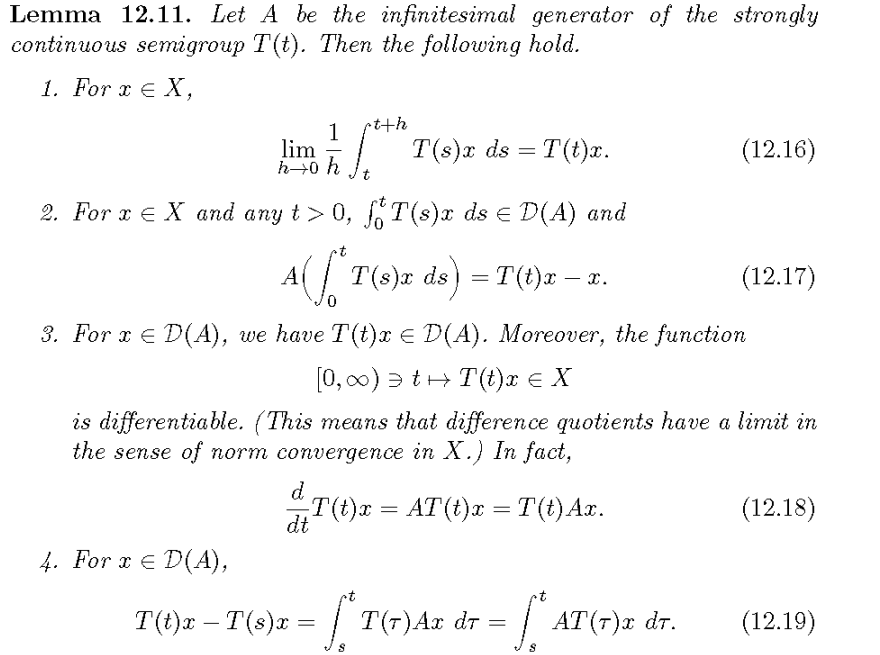 Lemma 12.11. Let A be the infinitesimal generator of the strongly
continuous semigroup T(t). Then the following hold.
1. For x ∈ X,
lim_{h→0} \frac{1}{h} ∫_t^{t+h} T(s)x ds = T(t)x. (12.16)
2. For x ∈ X and any t > 0, ∫_0^t T(s)x ds ∈ 𝒟(A) and
A(∫_0^t T(s)x ds) = T(t)x − x. (12.17)
3. For x ∈ 𝒟(A), we have T(t)x ∈ 𝒟(A). Moreover, the function
[0, ∞) ∋ t ↦ T(t)x ∈ X
is differentiable. (This means that difference quotients have a limit in
the sense of norm convergence in X.) In fact,
\frac{d}{dt} T(t)x = AT(t)x = T(t)Ax. (12.18)
4. For x ∈ 𝒟(A),
T(t)x − T(s)x = ∫_s^t T(τ)Ax dτ = ∫_s^t AT(τ)x dτ. (12.19)